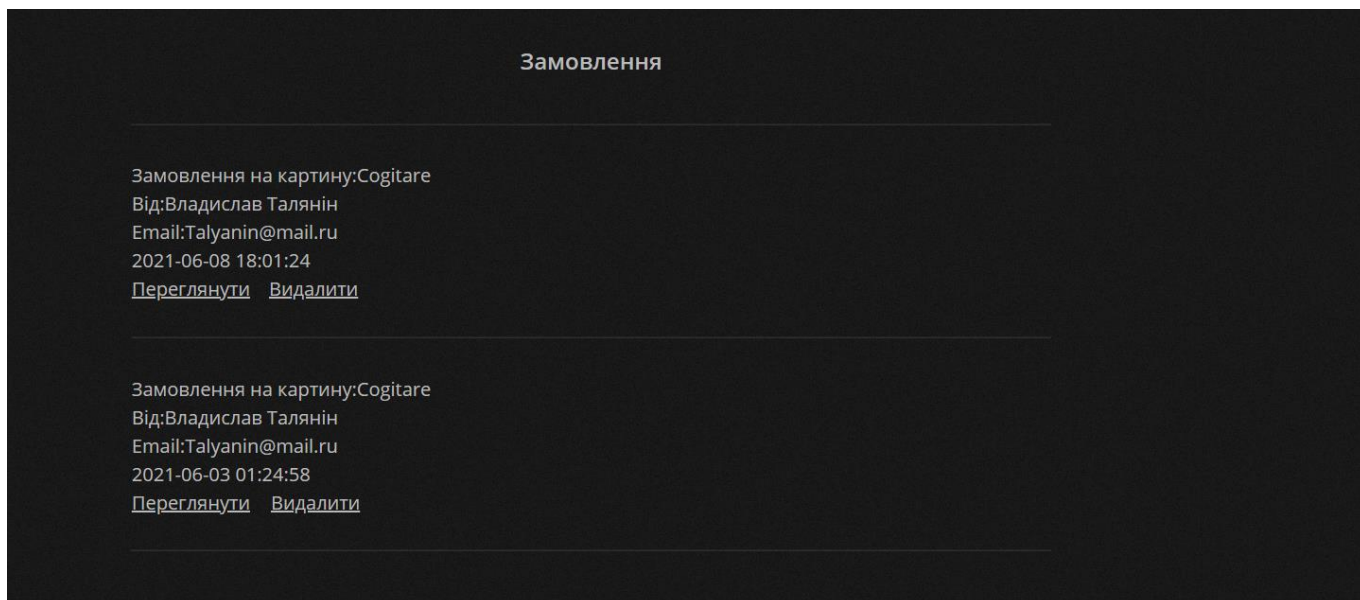 Замовлення
Замовлення на картину:Cogitare
Від:Владислав Талянін
Email:Talyanin@mail.ru
2021-06-08 18:01:24
Переглянути Видалити
Замовлення на картину:Cogitare
Від:Владислав Талянін
Email:Talyanin@mail.ru
2021-06-03 01:24:58
Переглянути Видалити